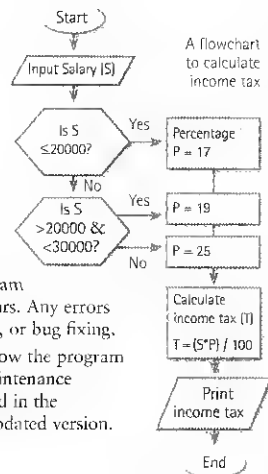 Start
A flowchart
to calculate
income tax
Input Salary (S)
Is S
≤20000?
Yes
Percentage
P = 17
No
Is S
>20000 &
<30000?
Yes
P = 19
No
P = 25
Calculate
income tax (T)
T = (S*P) / 100
Print
income tax
End
am
rs. Any errors
, or bug fixing.
ow the program
intenance
d in the
pdated version.